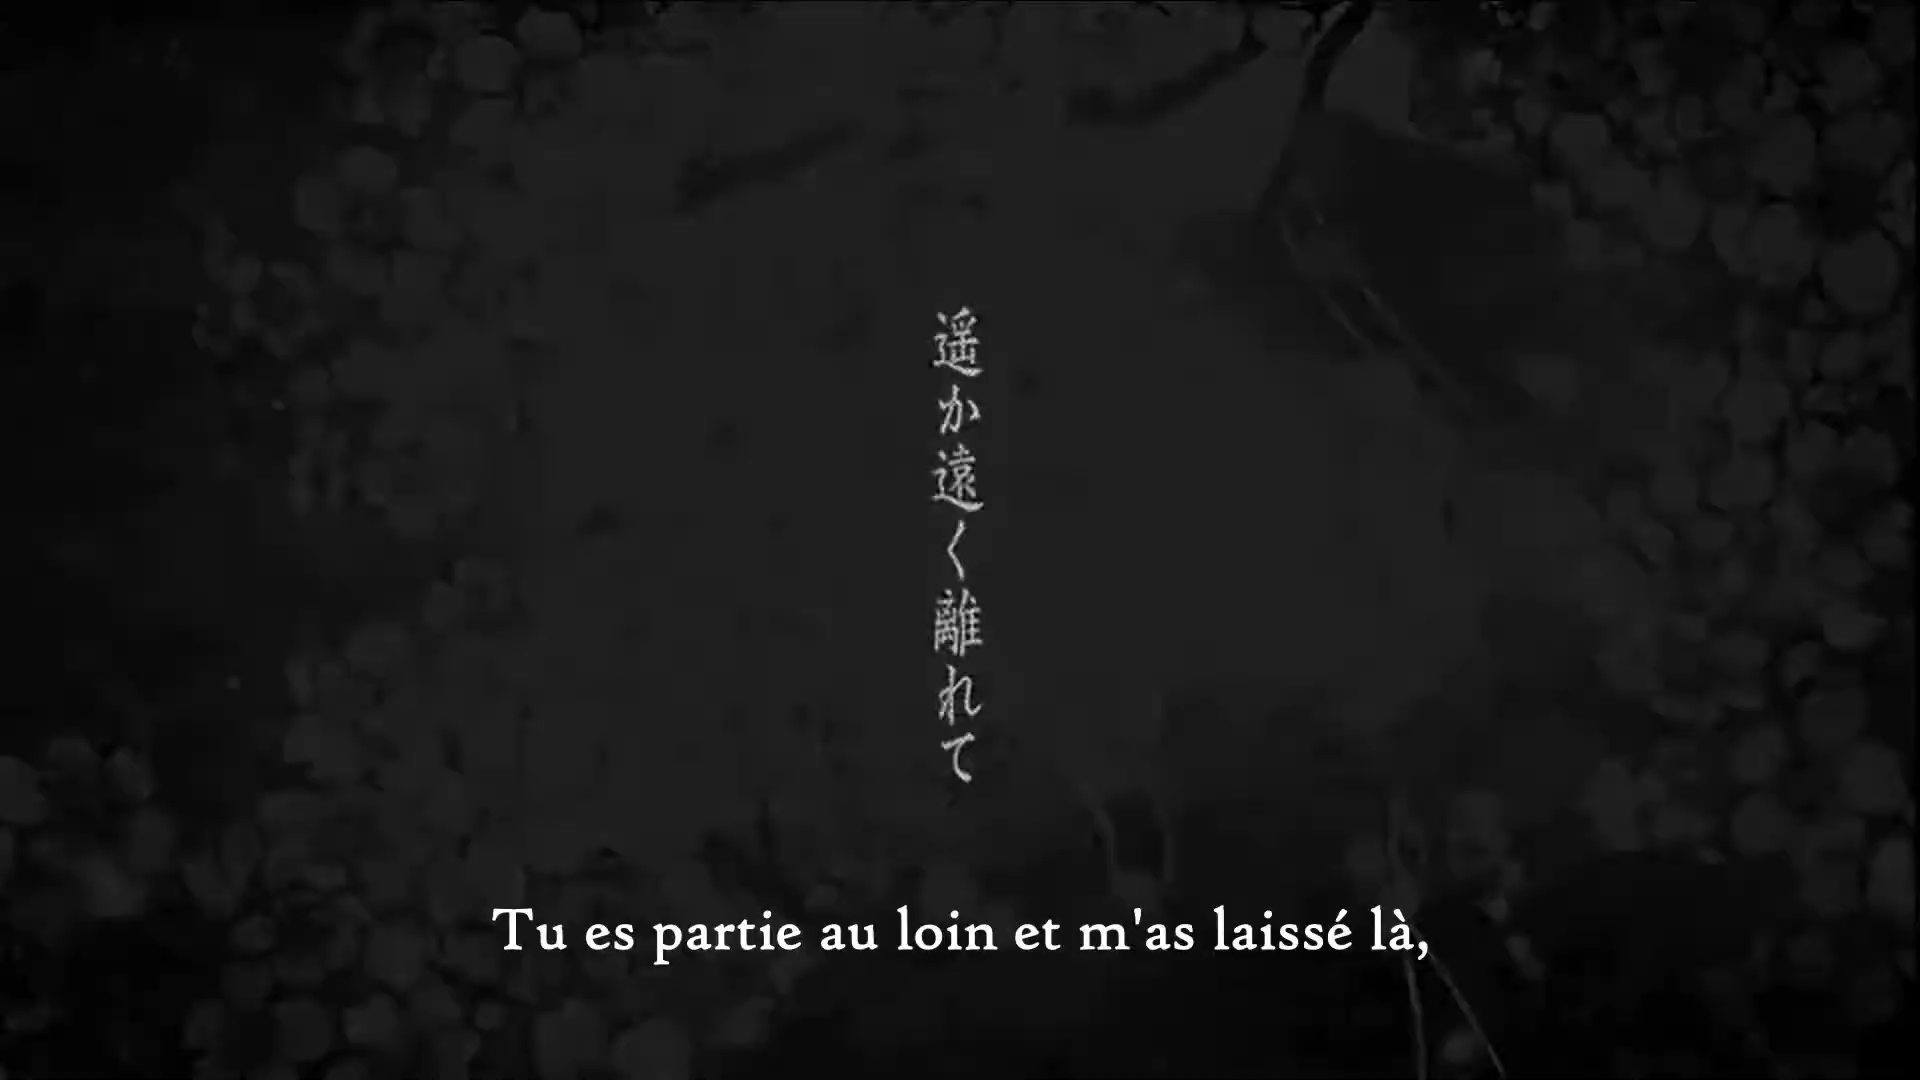 遥か遠く離れて
Tu es partie au loin et m'as laissé là,